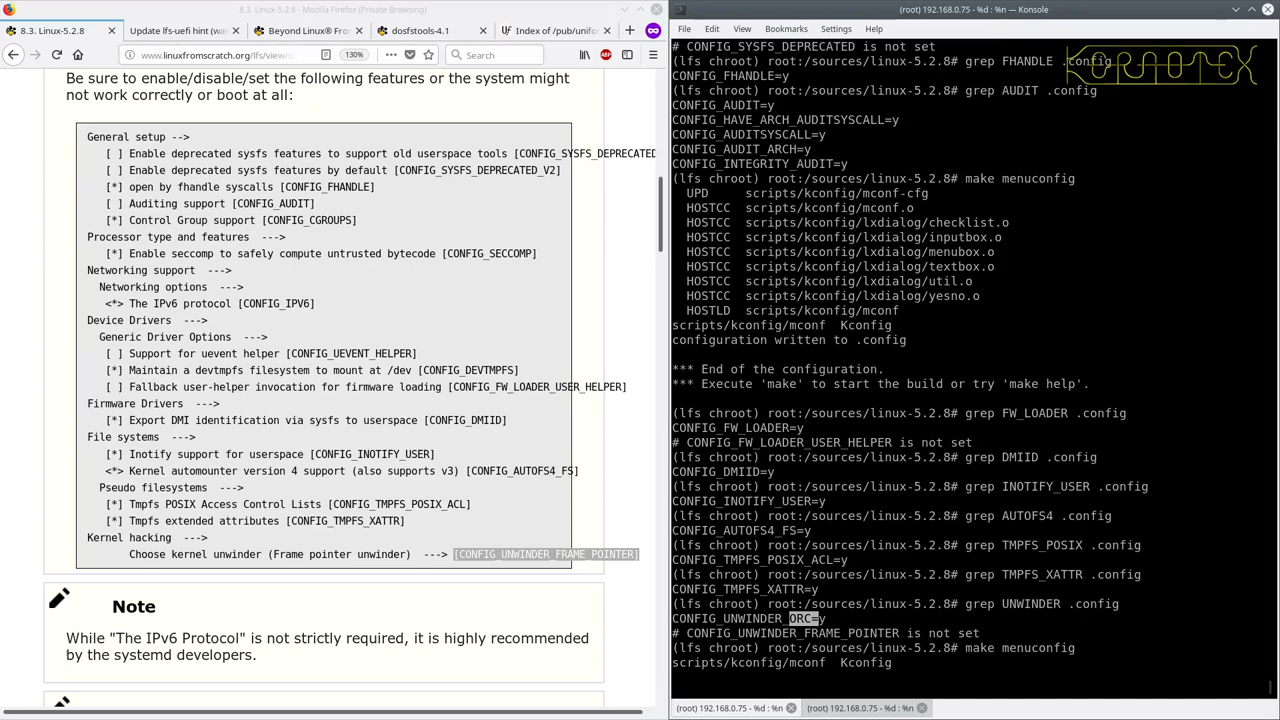 8.3. Linux-5.2.8 - Mozilla Firefox (Private Browsing)
8.3. Linux-5.2.8
Update lfs-uefi hint (was
Beyond Linux® From
dosfstools-4.1
Index of /pub/unifo
www.linuxfromscratch.org/lfs/view/s
130%
Search
Be sure to enable/disable/set the following features or the system might
not work correctly or boot at all:
General setup -->
[ ] Enable deprecated sysfs features to support old userspace tools [CONFIG_SYSFS_DEPRECATED
[ ] Enable deprecated sysfs features by default [CONFIG_SYSFS_DEPRECATED_V2]
[*] open by fhandle syscalls [CONFIG_FHANDLE]
[ ] Auditing support [CONFIG_AUDIT]
[*] Control Group support [CONFIG_CGROUPS]
Processor type and features --->
[*] Enable seccomp to safely compute untrusted bytecode [CONFIG_SECCOMP]
Networking support --->
Networking options --->
<*> The IPv6 protocol [CONFIG_IPV6]
Device Drivers --->
Generic Driver Options --->
[ ] Support for uevent helper [CONFIG_UEVENT_HELPER]
[*] Maintain a devtmpfs filesystem to mount at /dev [CONFIG_DEVTMPFS]
[ ] Fallback user-helper invocation for firmware loading [CONFIG_FW_LOADER_USER_HELPER]
Firmware Drivers --->
[*] Export DMI identification via sysfs to userspace [CONFIG_DMIID]
File systems --->
[*] Inotify support for userspace [CONFIG_INOTIFY_USER]
<*> Kernel automounter version 4 support (also supports v3) [CONFIG_AUTOFS4_FS]
Pseudo filesystems --->
[*] Tmpfs POSIX Access Control Lists [CONFIG_TMPFS_POSIX_ACL]
[*] Tmpfs extended attributes [CONFIG_TMPFS_XATTR]
Kernel hacking --->
Choose kernel unwinder (Frame pointer unwinder) ---> [CONFIG_UNWINDER_FRAME_POINTER]
Note
While "The IPv6 Protocol" is not strictly required, it is highly recommended
by the systemd developers.
(root) 192.168.0.75 - %d : %n — Konsole
File Edit View Bookmarks Settings Help
# CONFIG_SYSFS_DEPRECATED is not set
(lfs chroot) root:/sources/linux-5.2.8# grep FHANDLE .config
CONFIG_FHANDLE=y
(lfs chroot) root:/sources/linux-5.2.8# grep AUDIT .config
CONFIG_AUDIT=y
CONFIG_HAVE_ARCH_AUDITSYSCALL=y
CONFIG_AUDITSYSCALL=y
CONFIG_AUDIT_ARCH=y
CONFIG_INTEGRITY_AUDIT=y
(lfs chroot) root:/sources/linux-5.2.8# make menuconfig
UPD scripts/kconfig/mconf-cfg
HOSTCC scripts/kconfig/mconf.o
HOSTCC scripts/kconfig/lxdialog/checklist.o
HOSTCC scripts/kconfig/lxdialog/inputbox.o
HOSTCC scripts/kconfig/lxdialog/menubox.o
HOSTCC scripts/kconfig/lxdialog/textbox.o
HOSTCC scripts/kconfig/lxdialog/util.o
HOSTCC scripts/kconfig/lxdialog/yesno.o
HOSTLD scripts/kconfig/mconf
scripts/kconfig/mconf Kconfig
configuration written to .config
*** End of the configuration.
*** Execute 'make' to start the build or try 'make help'.
(lfs chroot) root:/sources/linux-5.2.8# grep FW_LOADER .config
CONFIG_FW_LOADER=y
# CONFIG_FW_LOADER_USER_HELPER is not set
(lfs chroot) root:/sources/linux-5.2.8# grep DMIID .config
CONFIG_DMIID=y
(lfs chroot) root:/sources/linux-5.2.8# grep INOTIFY_USER .config
CONFIG_INOTIFY_USER=y
(lfs chroot) root:/sources/linux-5.2.8# grep AUTOFS4 .config
CONFIG_AUTOFS4_FS=y
(lfs chroot) root:/sources/linux-5.2.8# grep TMPFS_POSIX .config
CONFIG_TMPFS_POSIX_ACL=y
(lfs chroot) root:/sources/linux-5.2.8# grep TMPFS_XATTR .config
CONFIG_TMPFS_XATTR=y
(lfs chroot) root:/sources/linux-5.2.8# grep UNWINDER .config
CONFIG_UNWINDER_ORC=y
# CONFIG_UNWINDER_FRAME_POINTER is not set
(lfs chroot) root:/sources/linux-5.2.8# make menuconfig
scripts/kconfig/mconf Kconfig
(root) 192.168.0.75 - %d : %n
(root) 192.168.0.75 - %d : %n